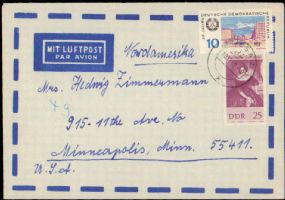 MIT LUFTPOST
PAR AVION
Nordamerika
DEUTSCHE DEMOKRATISCHE
10
DDR 25
Mrs. Hedwig Zimmermann
915-11the Ave. No
Minneapolis, Minn. 55411.
U.S.A.